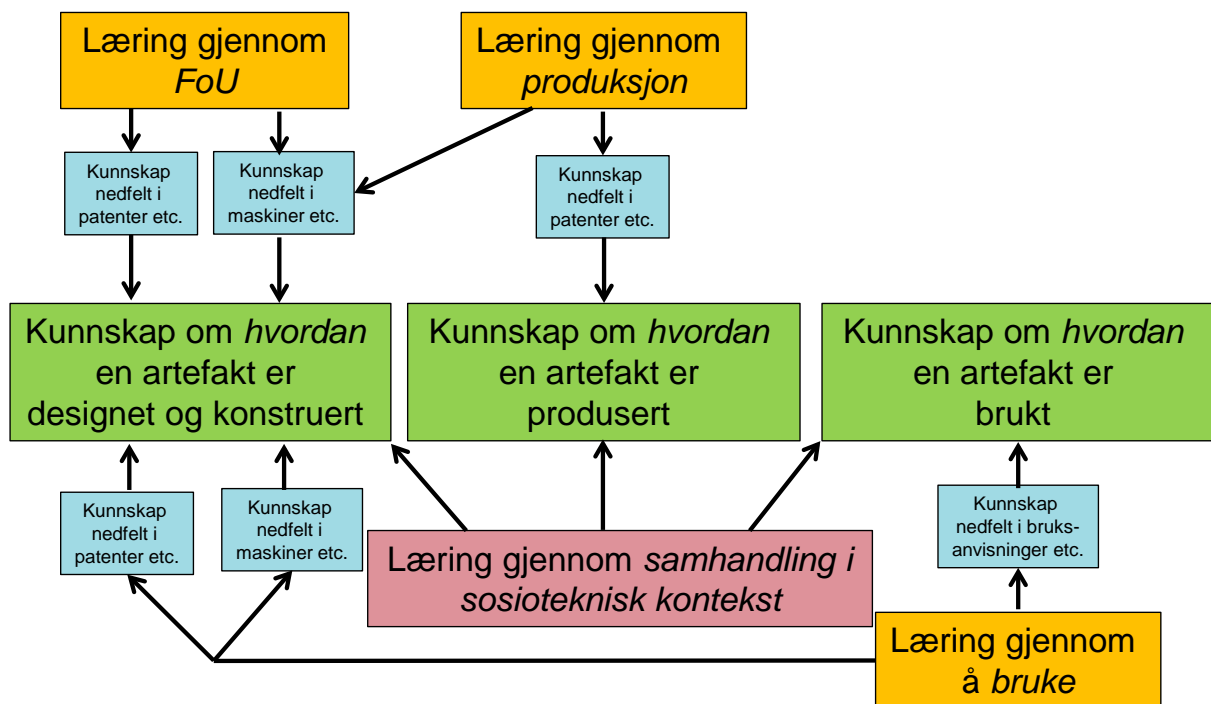 Læring gjennom
FoU
Læring gjennom
produksjon
Kunnskap
nedfelt i
patenter etc.
Kunnskap
nedfelt i
maskiner etc.
Kunnskap
nedfelt i
patenter etc.
Kunnskap om hvordan
en artefakt er
designet og konstruert
Kunnskap om hvordan
en artefakt er
produsert
Kunnskap om hvordan
en artefakt er
brukt
Kunnskap
nedfelt i
patenter etc.
Kunnskap
nedfelt i
maskiner etc.
Læring gjennom samhandling i
sosioteknisk kontekst
Kunnskap
nedfelt i bruks-
anvisninger etc.
Læring gjennom
å bruke